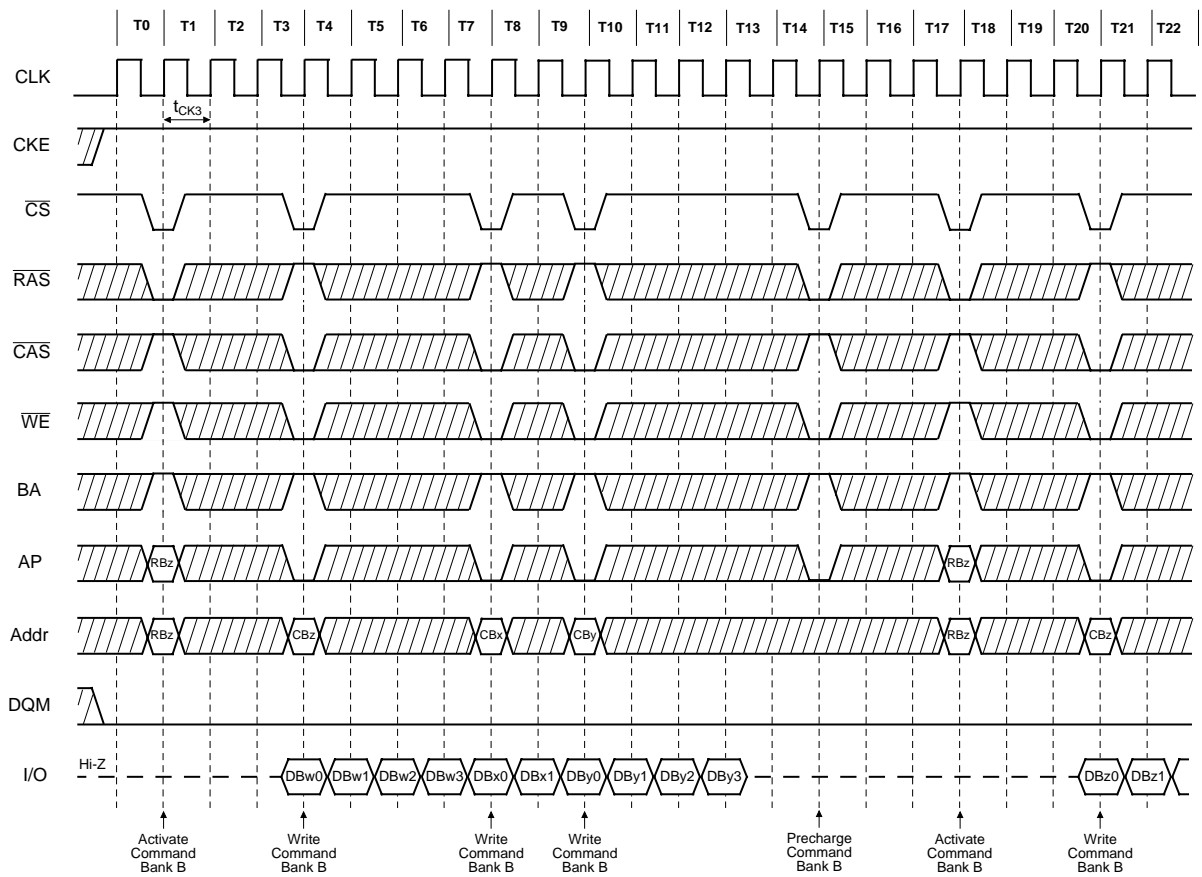 T0 T1 T2 T3 T4 T5 T6 T7 T8 T9 T10 T11 T12 T13 T14 T15 T16 T17 T18 T19 T20 T21 T22
CLK
tCK3
CKE
CS
RAS
CAS
WE
BA
AP RBz RBz
Addr RBz CBz CBx CBy RBz CBz
DQM
I/O Hi-Z DBw0 DBw1 DBw2 DBw3 DBx0 DBx1 DBy0 DBy1 DBy2 DBy3 DBz0 DBz1
Activate Command Bank B
Write Command Bank B
Write Command Bank B
Write Command Bank B
Precharge Command Bank B
Activate Command Bank B
Write Command Bank B